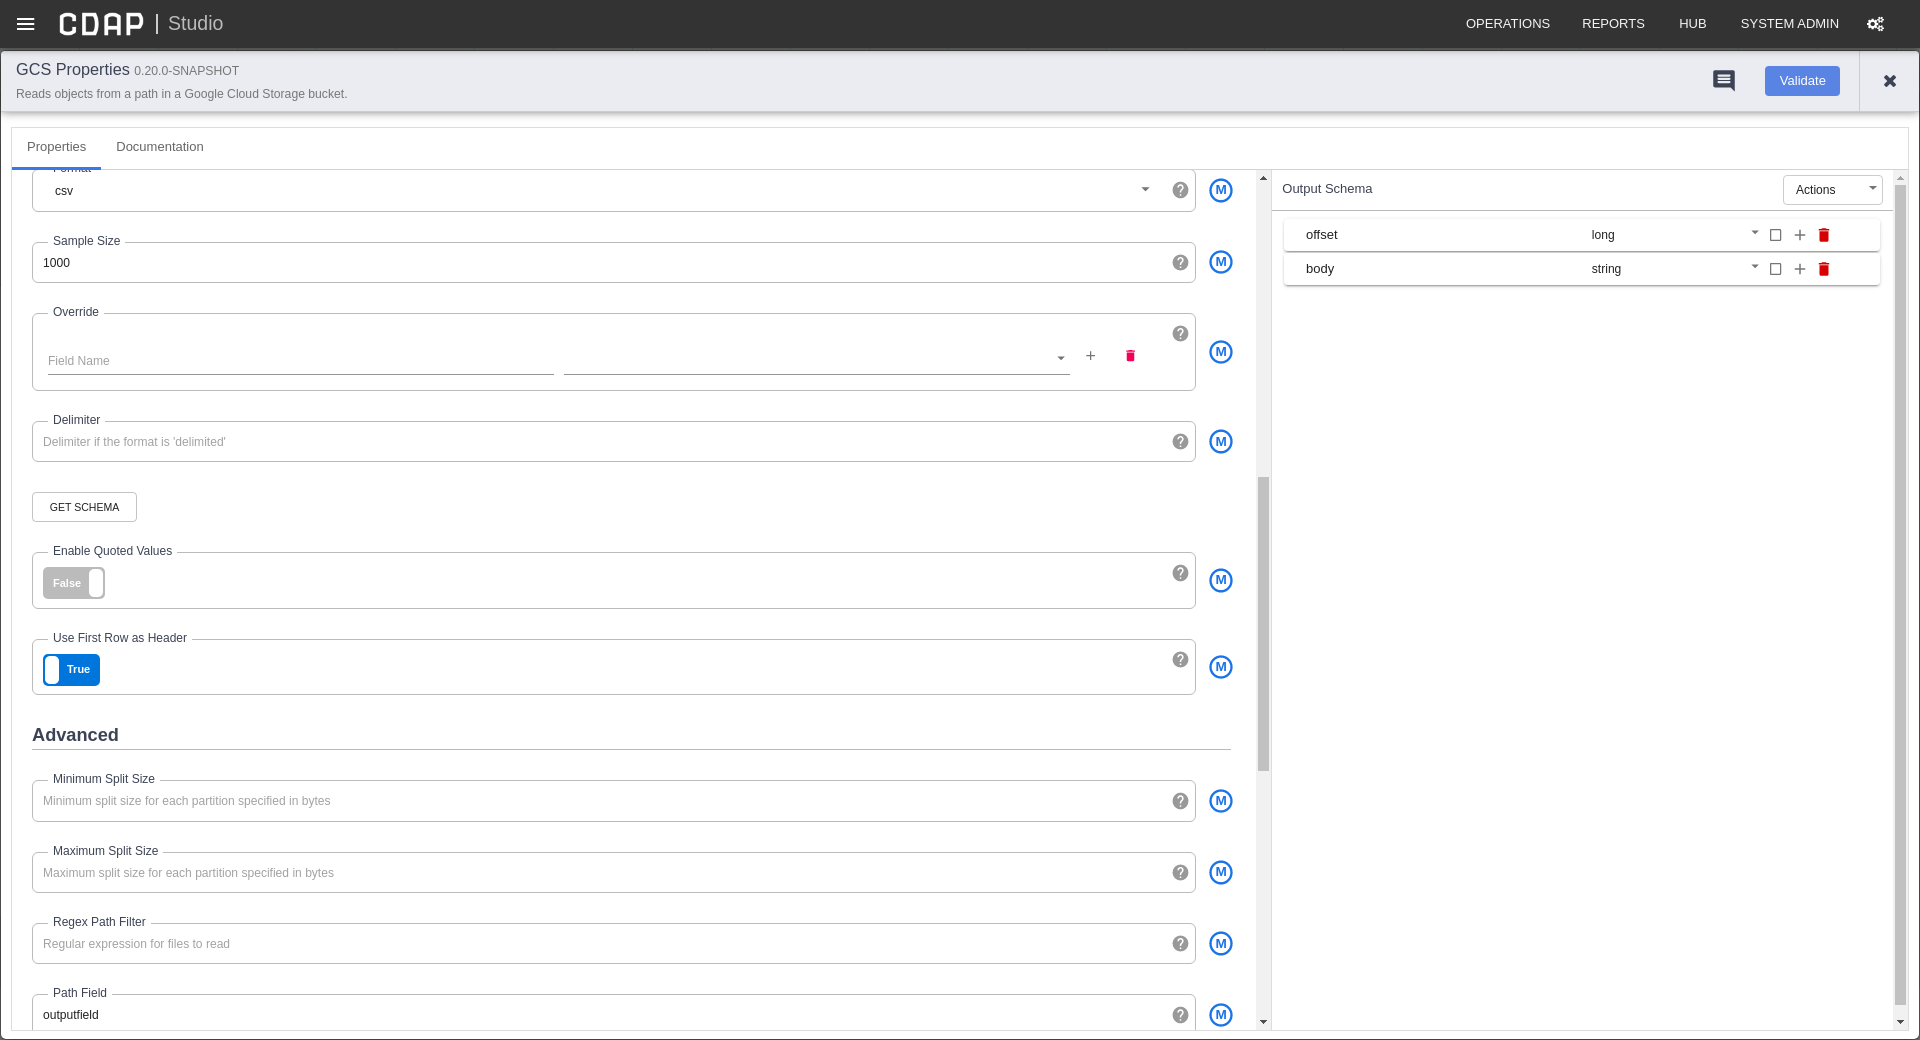 CDAP | Studio
OPERATIONS REPORTS HUB SYSTEM ADMIN
GCS Properties 0.20.0-SNAPSHOT
Reads objects from a path in a Google Cloud Storage bucket.
Validate
Properties Documentation
Format
csv
M
Sample Size
1000
M
Override
Field Name
M
Delimiter
Delimiter if the format is 'delimited'
M
GET SCHEMA
Enable Quoted Values
False
M
Use First Row as Header
True
M
Advanced
Minimum Split Size
Minimum split size for each partition specified in bytes
M
Maximum Split Size
Maximum split size for each partition specified in bytes
M
Regex Path Filter
Regular expression for files to read
M
Path Field
outputfield
M
Output Schema
Actions
offset long
body string